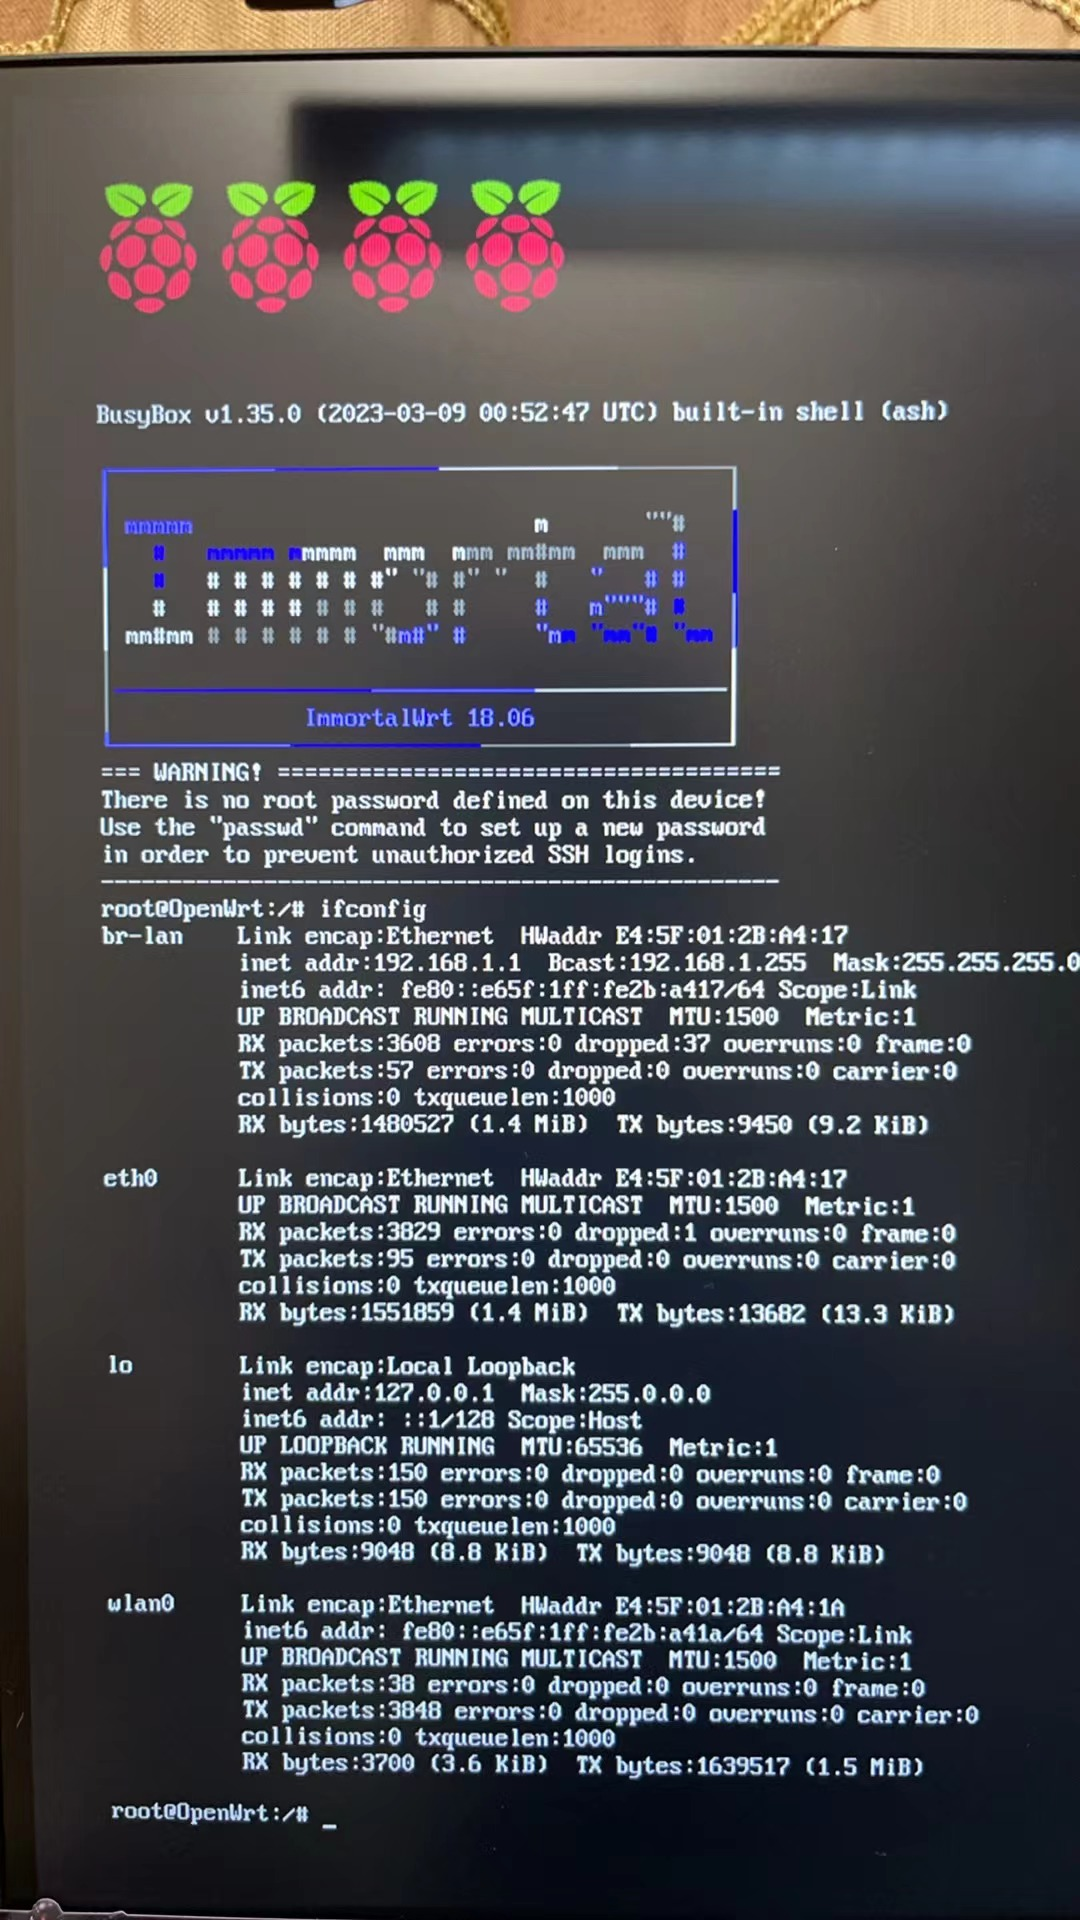 BusyBox v1.35.0 (2023-03-09 00:52:47 UTC) built-in shell (ash)
Immortal
ImmortalWrt 18.06
=== WARNING! =====================================
There is no root password defined on this device!
Use the "passwd" command to set up a new password
in order to prevent unauthorized SSH logins.
--------------------------------------------------
root@OpenWrt:/# ifconfig
br-lan Link encap:Ethernet HWaddr E4:5F:01:2B:A4:17
inet addr:192.168.1.1 Bcast:192.168.1.255 Mask:255.255.255.0
inet6 addr: fe80::e65f:1ff:fe2b:a417/64 Scope:Link
UP BROADCAST RUNNING MULTICAST MTU:1500 Metric:1
RX packets:3608 errors:0 dropped:37 overruns:0 frame:0
TX packets:57 errors:0 dropped:0 overruns:0 carrier:0
collisions:0 txqueuelen:1000
RX bytes:1480527 (1.4 MiB) TX bytes:9450 (9.2 KiB)
eth0 Link encap:Ethernet HWaddr E4:5F:01:2B:A4:17
UP BROADCAST RUNNING MULTICAST MTU:1500 Metric:1
RX packets:3829 errors:0 dropped:1 overruns:0 frame:0
TX packets:95 errors:0 dropped:0 overruns:0 carrier:0
collisions:0 txqueuelen:1000
RX bytes:1551859 (1.4 MiB) TX bytes:13682 (13.3 KiB)
lo Link encap:Local Loopback
inet addr:127.0.0.1 Mask:255.0.0.0
inet6 addr: ::1/128 Scope:Host
UP LOOPBACK RUNNING MTU:65536 Metric:1
RX packets:150 errors:0 dropped:0 overruns:0 frame:0
TX packets:150 errors:0 dropped:0 overruns:0 carrier:0
collisions:0 txqueuelen:1000
RX bytes:9048 (8.8 KiB) TX bytes:9048 (8.8 KiB)
wlan0 Link encap:Ethernet HWaddr E4:5F:01:2B:A4:1A
inet6 addr: fe80::e65f:1ff:fe2b:a41a/64 Scope:Link
UP BROADCAST RUNNING MULTICAST MTU:1500 Metric:1
RX packets:38 errors:0 dropped:0 overruns:0 frame:0
TX packets:3848 errors:0 dropped:0 overruns:0 carrier:0
collisions:0 txqueuelen:1000
RX bytes:3700 (3.6 KiB) TX bytes:1639517 (1.5 MiB)
root@OpenWrt:/# _